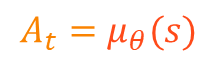 A_t = μ_θ(s)